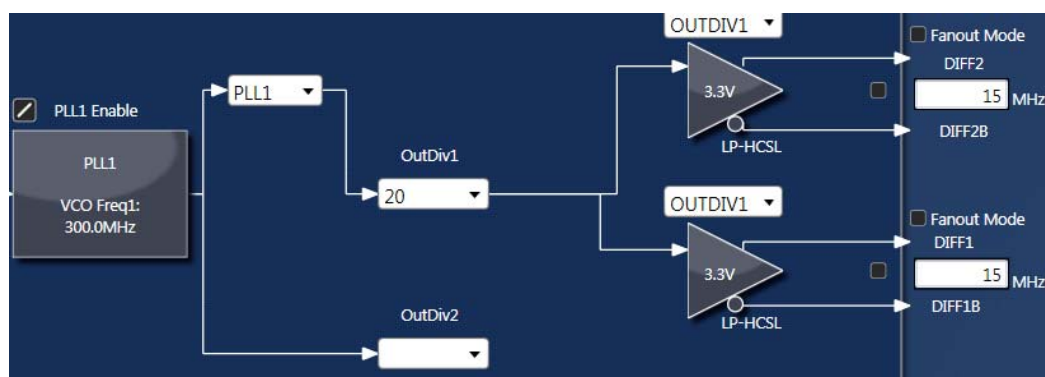 OUTDIV1
Fanout Mode
DIFF2
PLL1
3.3V
15 MHz
PLL1 Enable
DIFF2B
LP-HCSL
OutDiv1
PLL1
20
OUTDIV1
VCO Freq1:
300.0MHz
Fanout Mode
DIFF1
3.3V
15 MHz
DIFF1B
OutDiv2
LP-HCSL